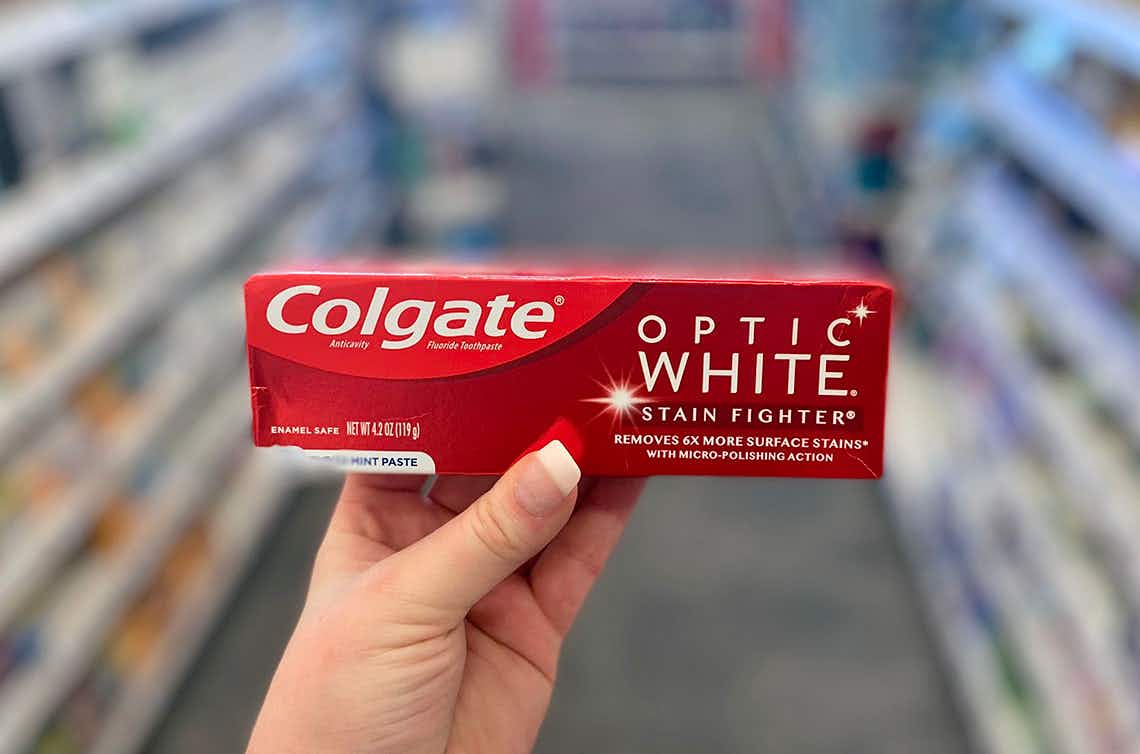 Colgate®
Anticavity Fluoride Toothpaste
ENAMEL SAFE NET WT 4.2 OZ (119 g)
MINT PASTE
OPTIC
WHITE®
STAIN FIGHTER®
REMOVES 6X MORE SURFACE STAINS*
WITH MICRO-POLISHING ACTION